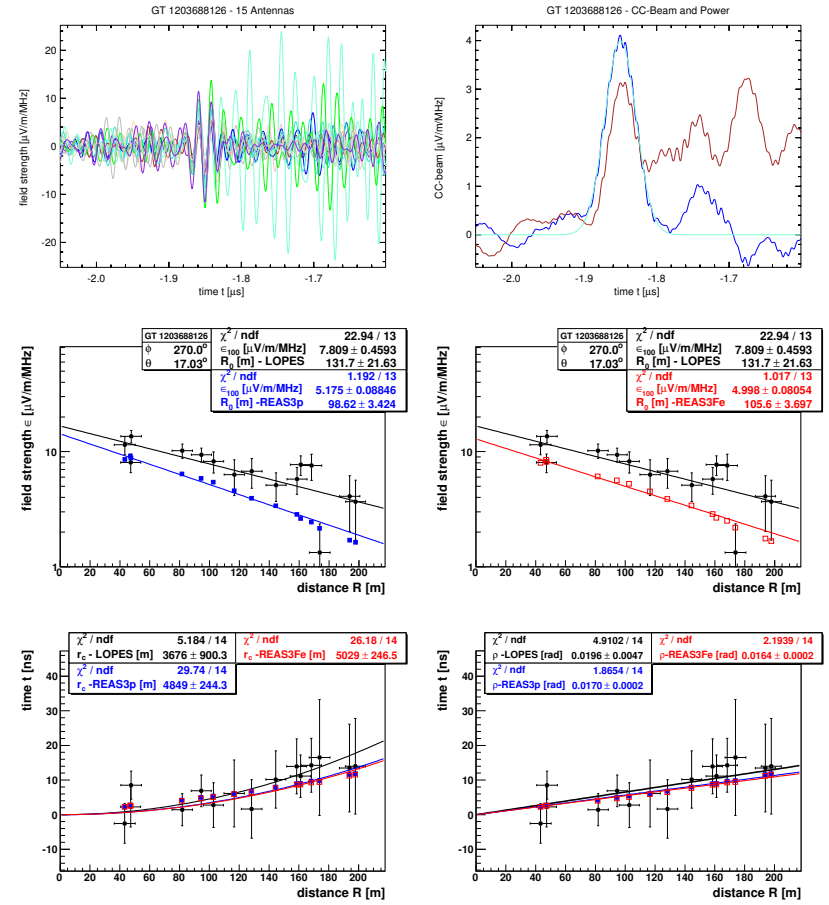 GT 1203688126 - 15 Antennas
field strength [μV/m/MHz]
20
10
0
-10
-20
-2.0
-1.9
-1.8
-1.7
time t [μs]
GT 1203688126 - CC-Beam and Power
CC-beam [μV/m/MHz]
4
3
2
1
0
-2.0
-1.9
-1.8
-1.7
time t [μs]
GT 1203688126
φ 270.0°
θ 17.03°
χ² / ndf 22.94 / 13
ϵ₁₀₀ [μV/m/MHz] 7.809 ± 0.4593
R₀ [m] - LOPES 131.7 ± 21.63
χ² / ndf 1.192 / 13
ϵ₁₀₀ [μV/m/MHz] 5.175 ± 0.08846
R₀ [m] -REAS3p 98.62 ± 3.424
field strength ϵ [μV/m/MHz]
10
1
0 20 40 60 80 100 120 140 160 180 200
distance R [m]
GT 1203688126
φ 270.0°
θ 17.03°
χ² / ndf 22.94 / 13
ϵ₁₀₀ [μV/m/MHz] 7.809 ± 0.4593
R₀ [m] - LOPES 131.7 ± 21.63
χ² / ndf 1.017 / 13
ϵ₁₀₀ [μV/m/MHz] 4.998 ± 0.08054
R₀ [m] -REAS3Fe 105.6 ± 3.697
field strength ϵ [μV/m/MHz]
10
1
0 20 40 60 80 100 120 140 160 180 200
distance R [m]
χ² / ndf 5.184 / 14
r_c - LOPES [m] 3676 ± 900.3
χ² / ndf 26.18 / 14
r_c -REAS3Fe [m] 5029 ± 246.5
χ² / ndf 29.74 / 14
r_c -REAS3p [m] 4849 ± 244.3
time t [ns]
40
30
20
10
0
-10
0 20 40 60 80 100 120 140 160 180 200
distance R [m]
χ² / ndf 4.9102 / 14
ρ -LOPES [rad] 0.0196 ± 0.0047
χ² / ndf 2.1939 / 14
ρ-REAS3Fe [rad] 0.0164 ± 0.0002
χ² / ndf 1.8654 / 14
ρ-REAS3p [rad] 0.0170 ± 0.0002
time t [ns]
40
30
20
10
0
-10
0 20 40 60 80 100 120 140 160 180 200
distance R [m]